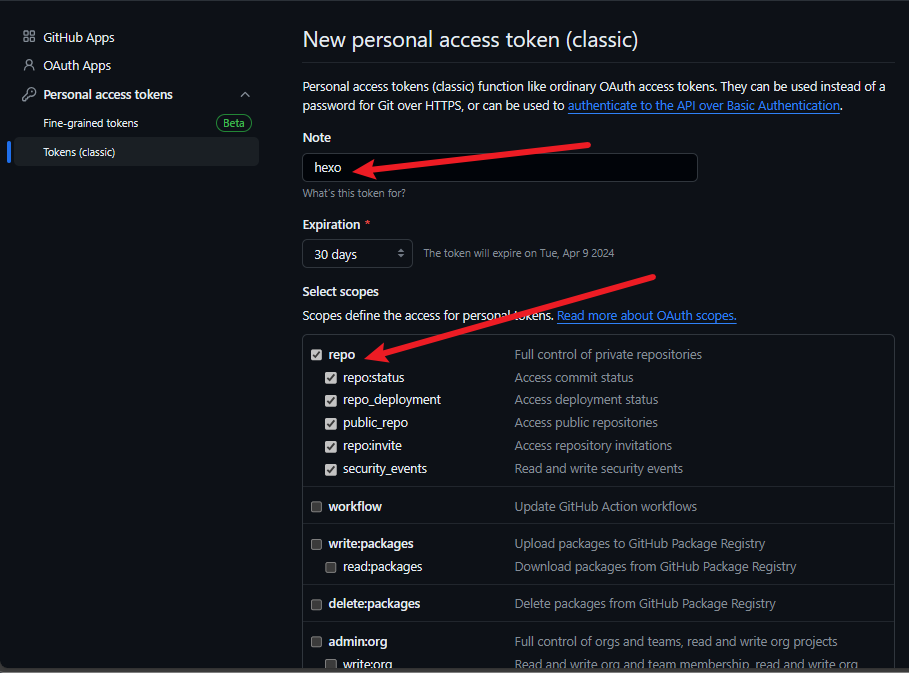 GitHub Apps
OAuth Apps
Personal access tokens
Fine-grained tokens
Beta
Tokens (classic)
New personal access token (classic)
Personal access tokens (classic) function like ordinary OAuth access tokens. They can be used instead of a
password for Git over HTTPS, or can be used to authenticate to the API over Basic Authentication.
Note
hexo
What's this token for?
Expiration *
30 days The token will expire on Tue, Apr 9 2024
Select scopes
Scopes define the access for personal tokens. Read more about OAuth scopes.
repo Full control of private repositories
repo:status Access commit status
repo_deployment Access deployment status
public_repo Access public repositories
repo:invite Access repository invitations
security_events Read and write security events
workflow Update GitHub Action workflows
write:packages Upload packages to GitHub Package Registry
read:packages Download packages from GitHub Package Registry
delete:packages Delete packages from GitHub Package Registry
admin:org Full control of orgs and teams, read and write org projects
write:org Read and write org and team membership, read and write org